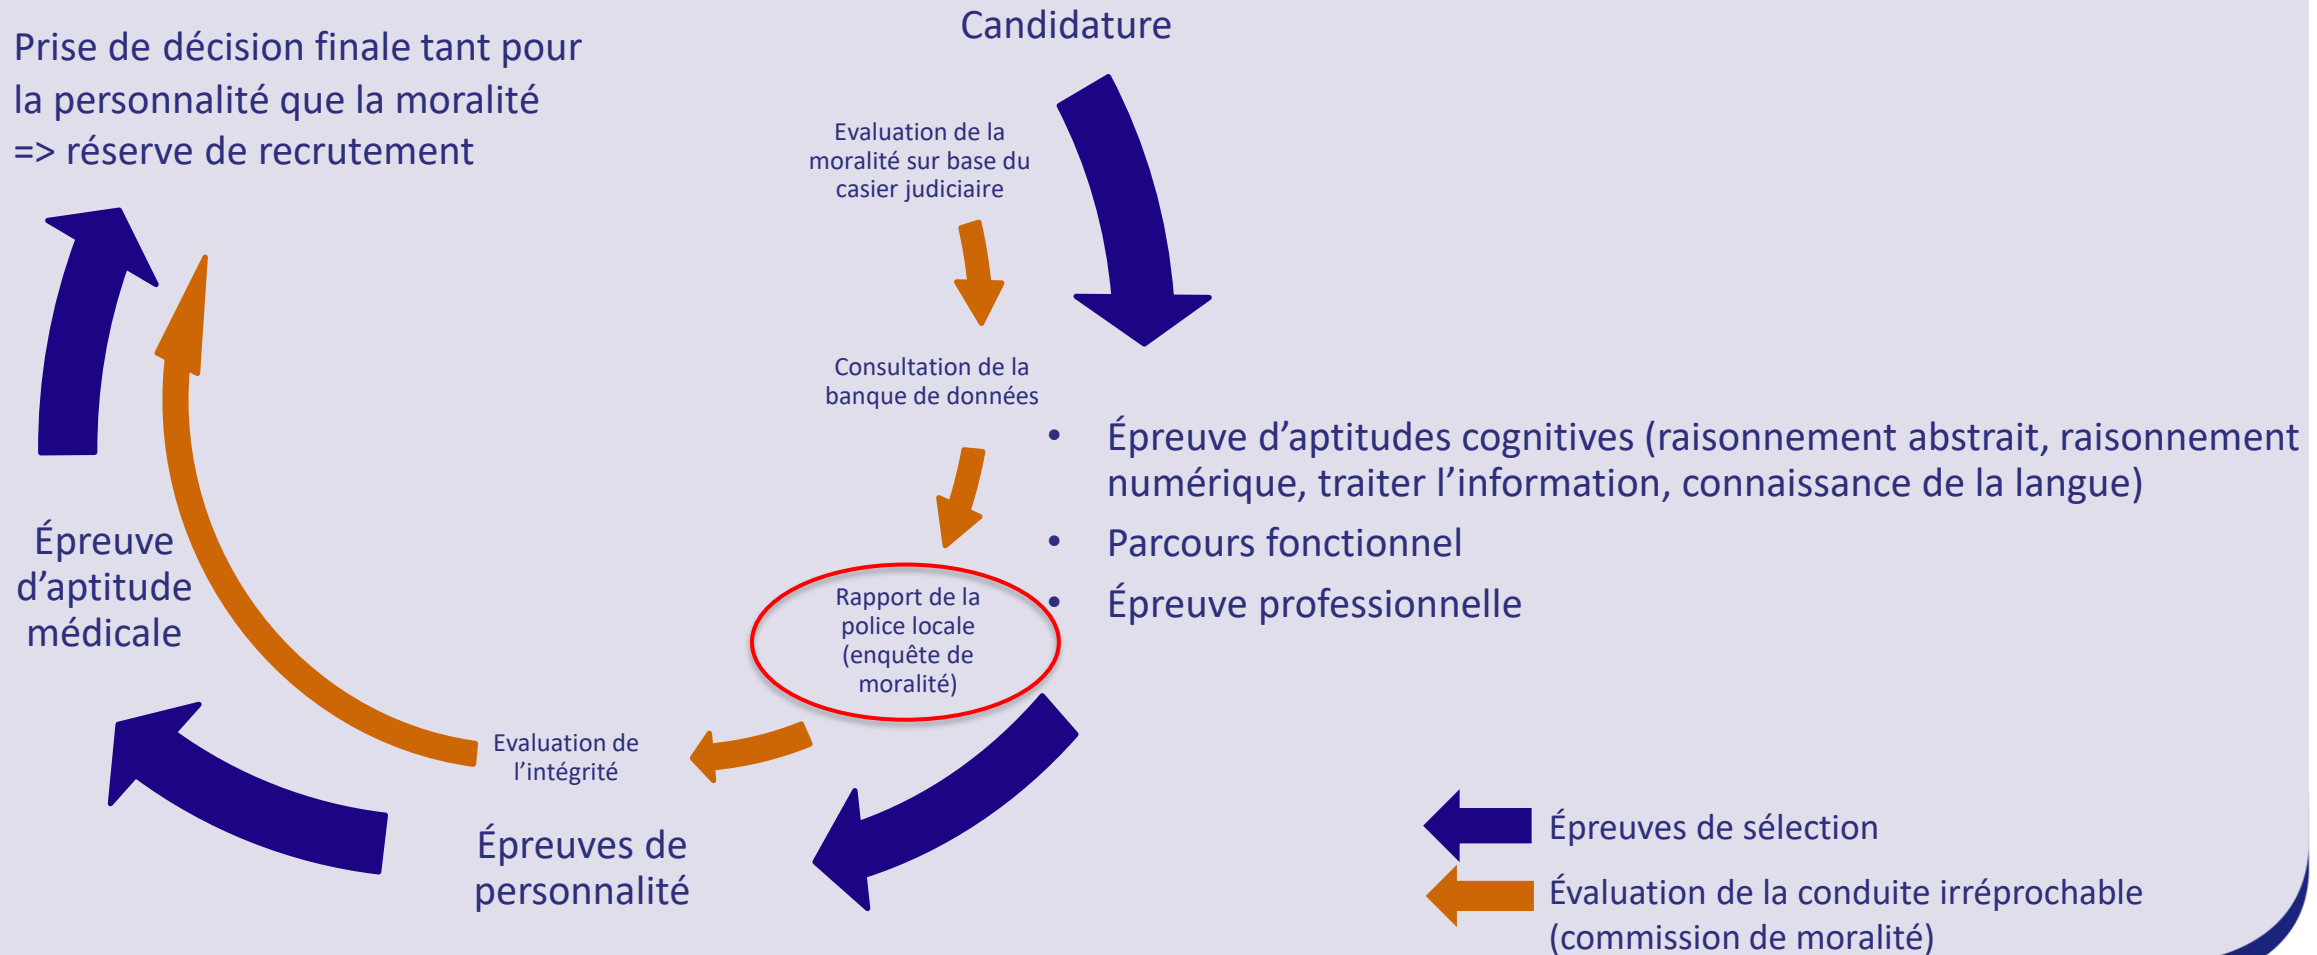 Candidature
Prise de décision finale tant pour
la personnalité que la moralité
=> réserve de recrutement
Evaluation de la
moralité sur base du
casier judiciaire
Consultation de la
banque de données
• Épreuve d’aptitudes cognitives (raisonnement abstrait, raisonnement
numérique, traiter l’information, connaissance de la langue)
• Parcours fonctionnel
• Épreuve professionnelle
Rapport de la
police locale
(enquête de
moralité)
Épreuve
d’aptitude
médicale
Evaluation de
l’intégrité
Épreuves de
personnalité
Épreuves de sélection
Évaluation de la conduite irréprochable
(commission de moralité)